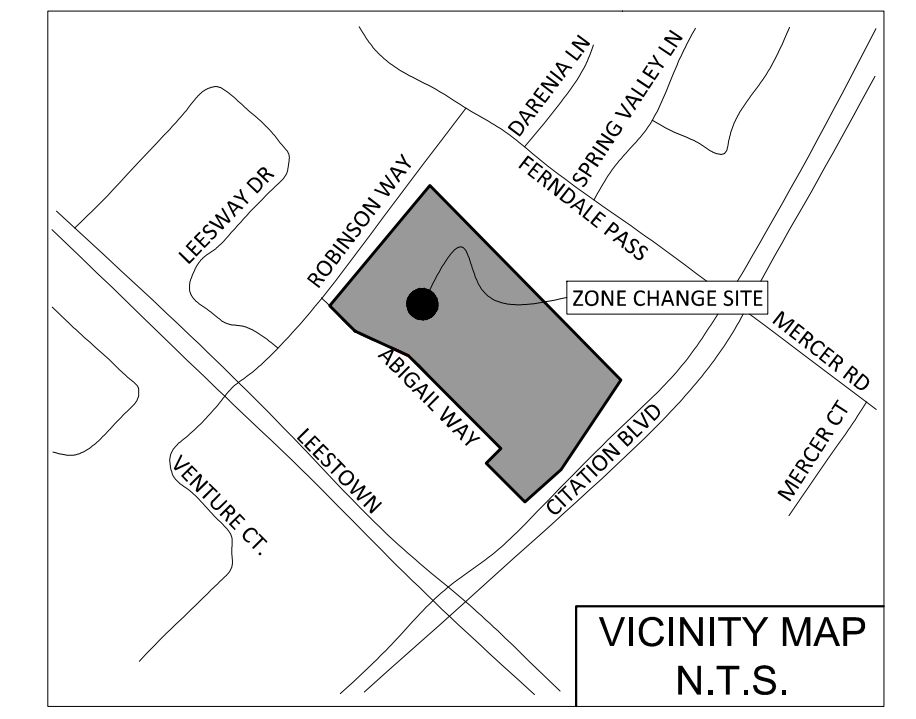 DARENIA LN
SPRING VALLEY LN
LEESWAY DR
ROBINSON WAY
FERNDALE PASS
ZONE CHANGE SITE
MERCER RD
ABIGAIL WAY
MERCER CT
CITATION BLVD
LEESTOWN
VENTURE CT.
VICINITY MAP
N.T.S.